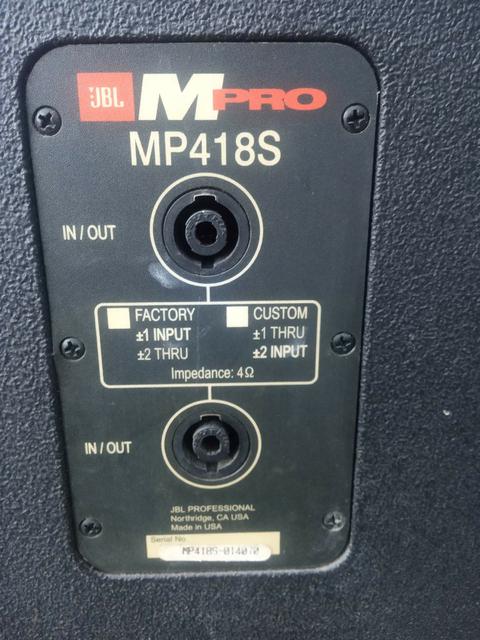 JBL MPRO
MP418S
IN / OUT
FACTORY
±1 INPUT
±2 THRU
CUSTOM
±1 THRU
±2 INPUT
Impedance: 4Ω
IN / OUT
JBL PROFESSIONAL
Northridge, CA USA
Made in USA
Serial No
MP418S-014070